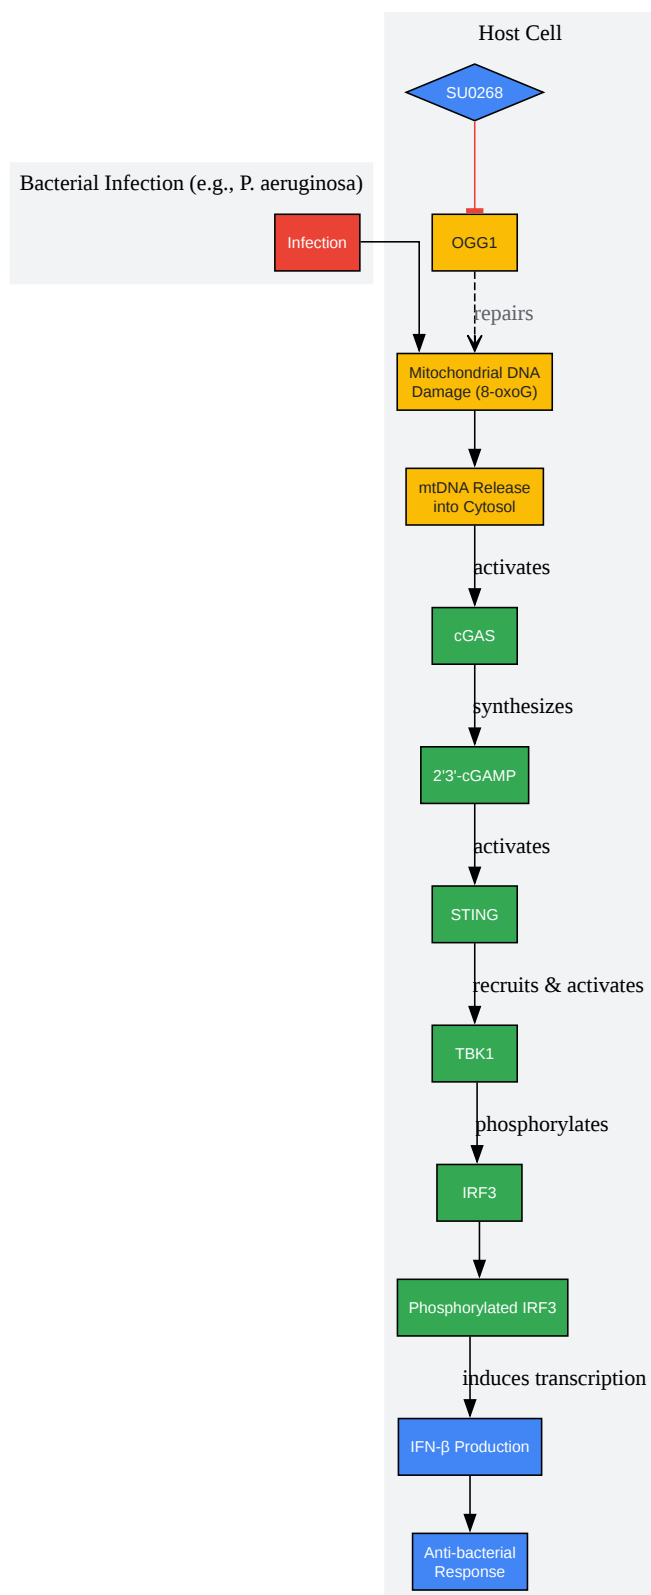 Host Cell
SU0268
Bacterial Infection (e.g., P. aeruginosa)
Infection
OGG1
repairs
Mitochondrial DNA
Damage (8-oxoG)
mtDNA Release
into Cytosol
activates
cGAS
synthesizes
2'3'-cGAMP
activates
STING
recruits & activates
TBK1
phosphorylates
IRF3
Phosphorylated IRF3
induces transcription
IFN-β Production
Anti-bacterial
Response